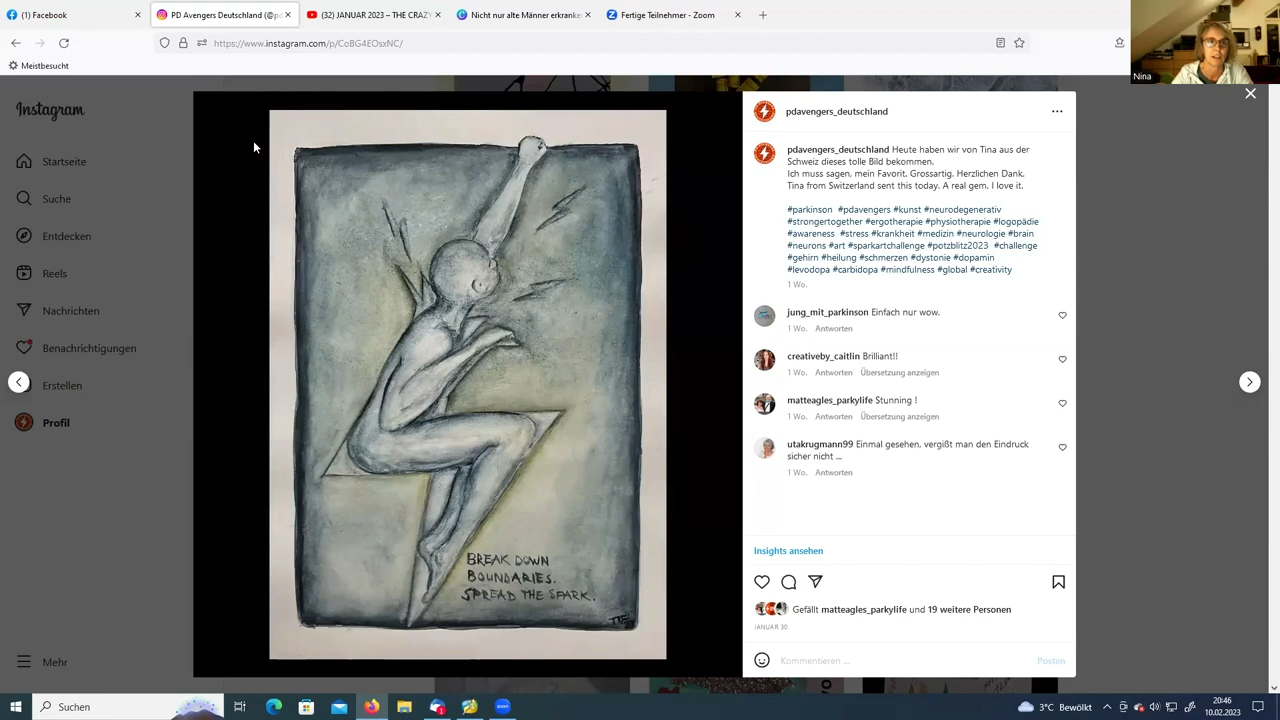 (1) Facebook
PD Avengers Deutschland (@pd
(32) JANUAR 2023 – THE CRAZY
Nicht nur alte Männer erkranke
Fertige Teilnehmer - Zoom
https://www.instagram.com/p/CoBG4EOsxNC/
Meistbesucht
Nina
Instagram
Startseite
Suche
Entdecken
Reels
Nachrichten
Benachrichtigungen
Erstellen
Profil
Mehr
BREAK DOWN
BOUNDARIES.
SPREAD THE SPARK.
pdavengers_deutschland
pdavengers_deutschland Heute haben wir von Tina aus der
Schweiz dieses tolle Bild bekommen.
Ich muss sagen, mein Favorit. Grossartig. Herzlichen Dank.
Tina from Switzerland sent this today. A real gem. I love it.
#parkinson #pdavengers #kunst #neurodegenerativ
#strongertogether #ergotherapie #physiotherapie #logopädie
#awareness #stress #krankheit #medizin #neurologie #brain
#neurons #art #sparkartchallenge #potzblitz2023 #challenge
#gehirn #heilung #schmerzen #dystonie #dopamin
#levodopa #carbidopa #mindfulness #global #creativity
1 Wo.
jung_mit_parkinson Einfach nur wow.
1 Wo. Antworten
creativeby_caitlin Brilliant!!
1 Wo. Antworten Übersetzung anzeigen
matteagles_parkylife Stunning !
1 Wo. Antworten Übersetzung anzeigen
utakrugmann99 Einmal gesehen, vergißt man den Eindruck
sicher nicht ...
1 Wo. Antworten
Insights ansehen
Gefällt matteagles_parkylife und 19 weitere Personen
JANUAR 30
Kommentieren ...
Posten
Suchen
3°C Bewölkt
20:46
10.02.2023